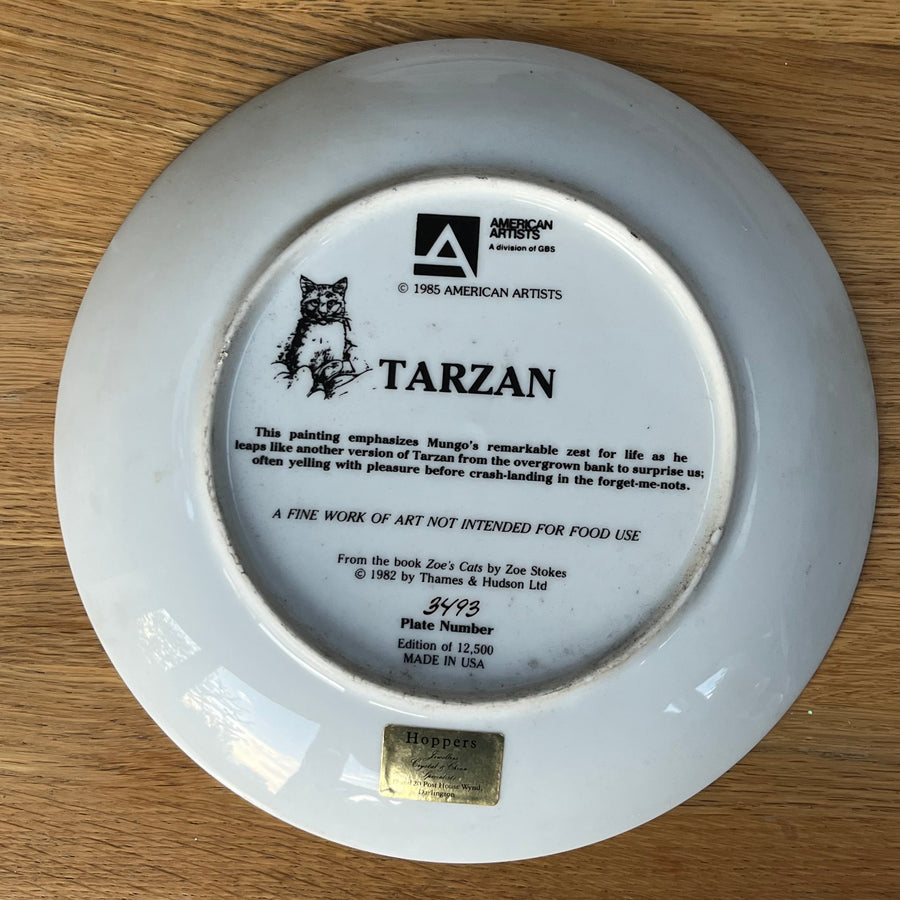 AMERICAN
ARTISTS
A division of GBS
© 1985 AMERICAN ARTISTS
TARZAN
This painting emphasizes Mungo's remarkable zest for life as he
leaps like another version of Tarzan from the overgrown bank to surprise us;
often yelling with pleasure before crash-landing in the forget-me-nots.
A FINE WORK OF ART NOT INTENDED FOR FOOD USE
From the book Zoe's Cats by Zoe Stokes
© 1982 by Thames & Hudson Ltd
3493
Plate Number
Edition of 12,500
MADE IN USA
Hoppers
Jewellers
Crystal & China
Post House Wynd,
Darlington